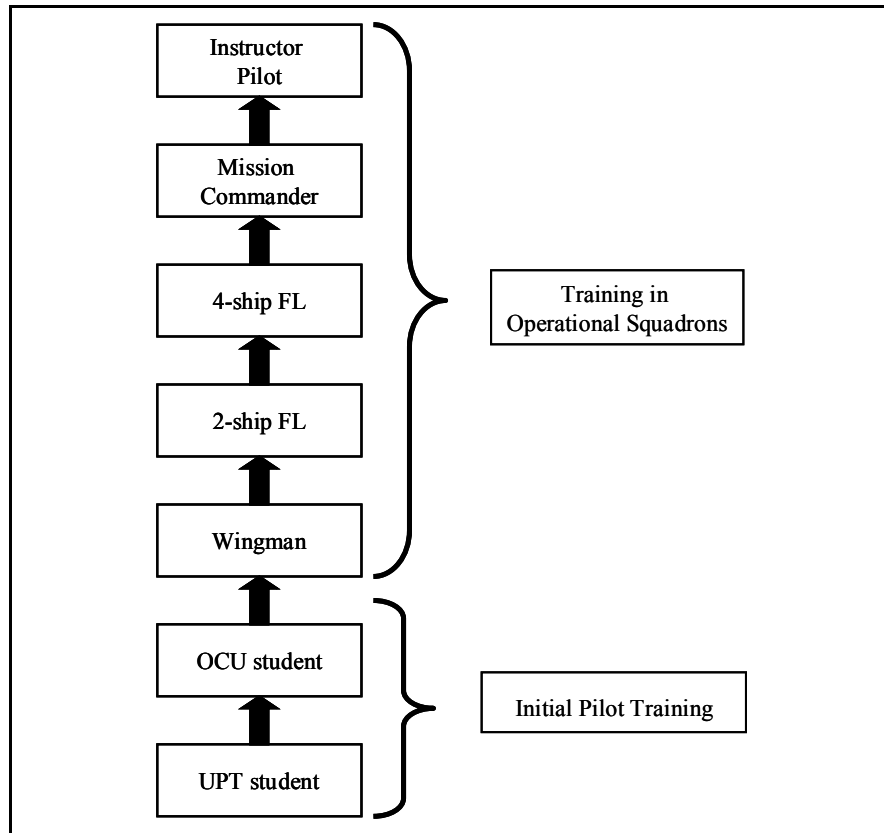 Instructor
Pilot
Mission
Commander
4-ship FL
2-ship FL
Wingman
OCU student
UPT student
Training in
Operational Squadrons
Initial Pilot Training